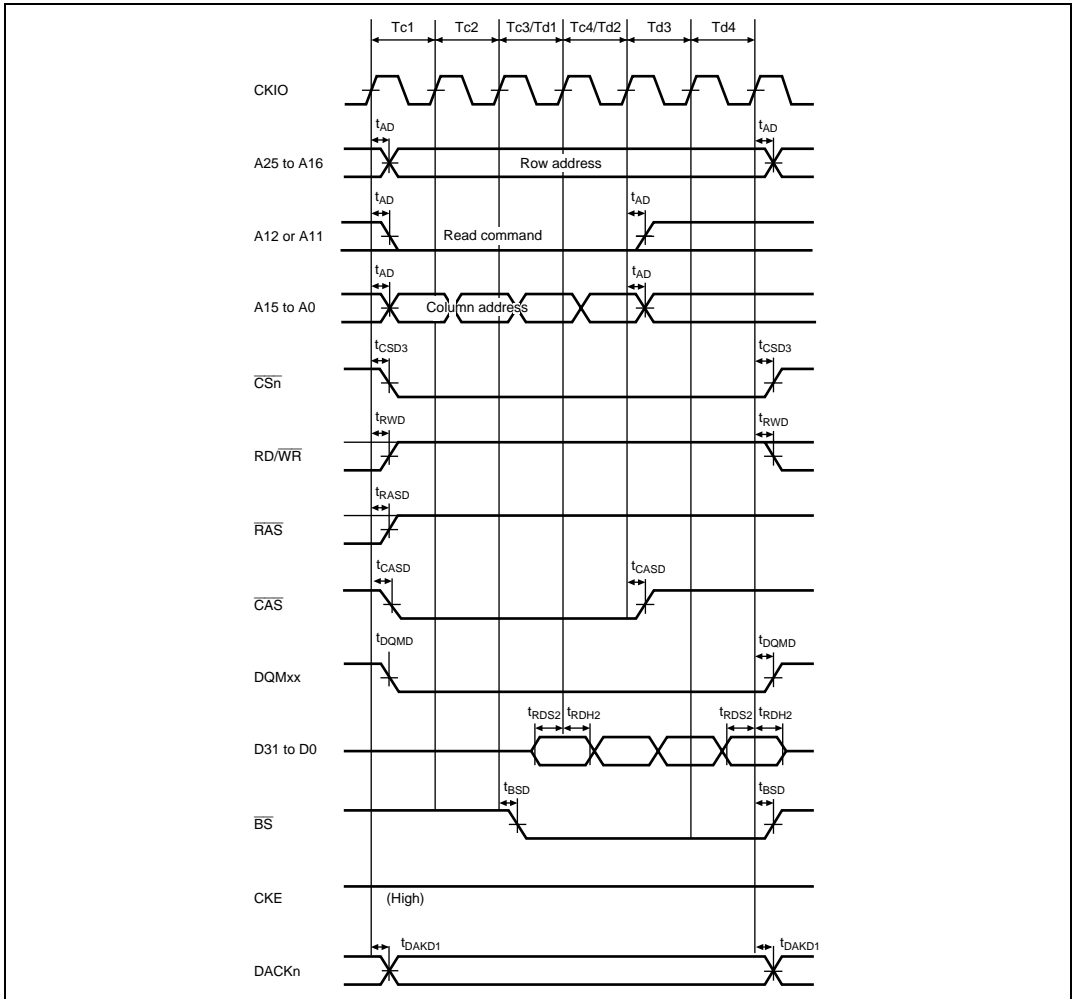 Tc1 Tc2 Tc3/Td1 Tc4/Td2 Td3 Td4
CKIO
tAD tAD
A25 to A16 Row address
tAD tAD
A12 or A11 Read command
tAD tAD
A15 to A0 Column address
tCSD3 tCSD3
CSn
tRWD tRWD
RD/WR
tRASD
RAS
tCASD tCASD
CAS
tDQMD tDQMD
DQMxx
tRDS2 tRDH2 tRDS2 tRDH2
D31 to D0
tBSD tBSD
BS
CKE (High)
tDAKD1 tDAKD1
DACKn